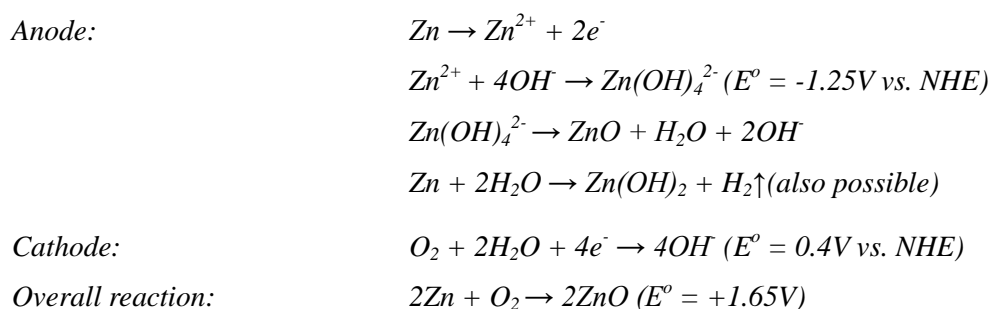 Anode: Zn → Zn²⁺ + 2e⁻
Zn²⁺ + 4OH⁻ → Zn(OH)₄²⁻ (Eº = -1.25V vs. NHE)
Zn(OH)₄²⁻ → ZnO + H₂O + 2OH⁻
Zn + 2H₂O → Zn(OH)₂ + H₂↑(also possible)
Cathode: O₂ + 2H₂O + 4e⁻ → 4OH⁻ (Eº = 0.4V vs. NHE)
Overall reaction: 2Zn + O₂ → 2ZnO (Eº = +1.65V)